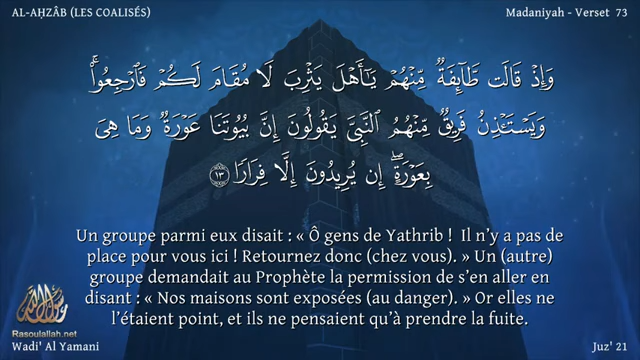 AL-AḤZÂB (LES COALISÉS)
Madaniyah - Verset 73
وَإِذْ قَالَت طَّآئِفَةٌ مِّنْهُمْ يَـٰٓأَهْلَ يَثْرِبَ لَا مُقَامَ لَكُمْ فَٱرْجِعُوا۟ ۚ
وَيَسْتَـْٔذِنُ فَرِيقٌ مِّنْهُمُ ٱلنَّبِىَّ يَقُولُونَ إِنَّ بُيُوتَنَا عَوْرَةٌ وَمَا هِىَ
بِعَوْرَةٍ ۖ إِن يُرِيدُونَ إِلَّا فِرَارًا ١٣
Un groupe parmi eux disait : « Ô gens de Yathrib ! Il n’y a pas de
place pour vous ici ! Retournez donc (chez vous). » Un (autre)
groupe demandait au Prophète la permission de s’en aller en
disant : « Nos maisons sont exposées (au danger). » Or elles ne
l’étaient point, et ils ne pensaient qu’à prendre la fuite.
Rasoulallah.net
Wadi' Al Yamani
Juz' 21